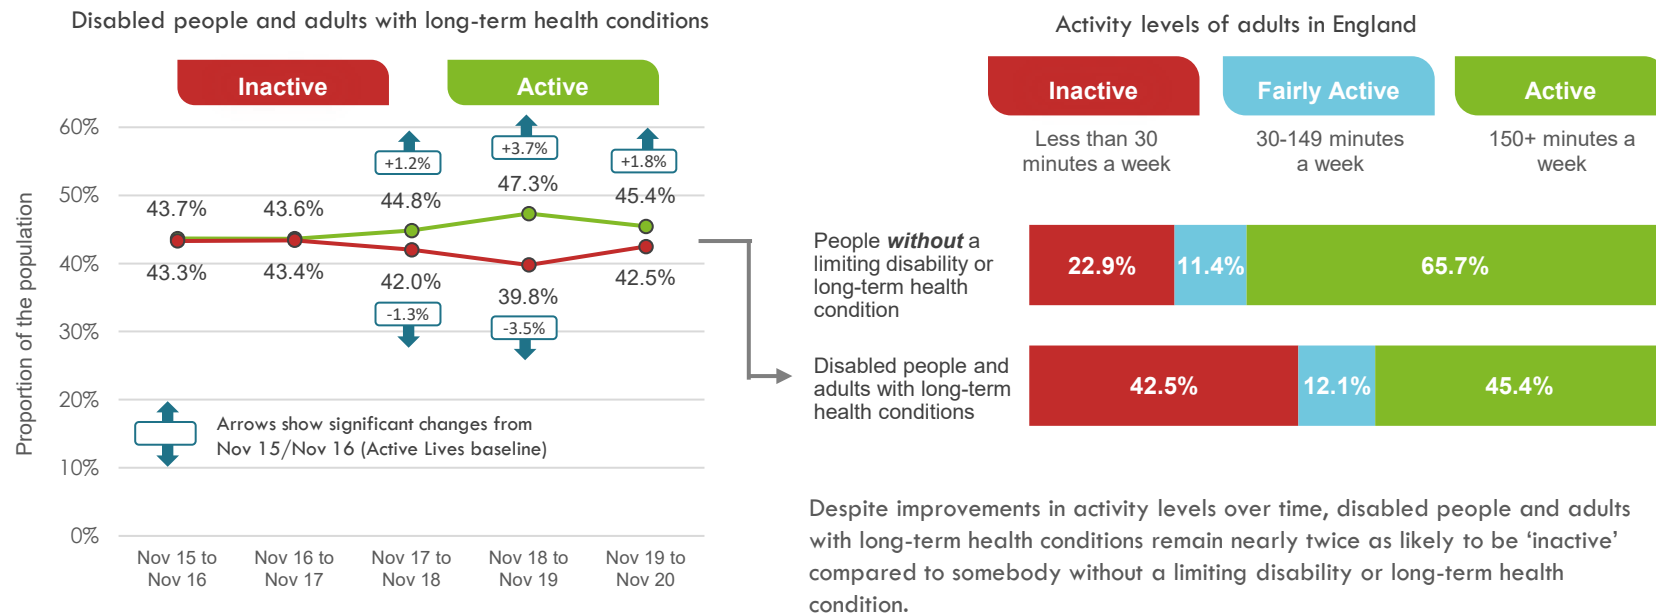 Disabled people and adults with long-term health conditions
Inactive
Active
Proportion of the population
60%
50%
40%
30%
20%
10%
0%
+1.2%
+3.7%
+1.8%
43.7%
43.6%
44.8%
47.3%
45.4%
43.3%
43.4%
42.0%
39.8%
42.5%
-1.3%
-3.5%
Arrows show significant changes from
Nov 15/Nov 16 (Active Lives baseline)
Nov 15 to
Nov 16
Nov 16 to
Nov 17
Nov 17 to
Nov 18
Nov 18 to
Nov 19
Nov 19 to
Nov 20
Activity levels of adults in England
Inactive
Fairly Active
Active
Less than 30
minutes a week
30-149 minutes
a week
150+ minutes a
week
People without a
limiting disability or
long-term health
condition
22.9%
11.4%
65.7%
Disabled people and
adults with long-term
health conditions
42.5%
12.1%
45.4%
Despite improvements in activity levels over time, disabled people and adults
with long-term health conditions remain nearly twice as likely to be ‘inactive’
compared to somebody without a limiting disability or long-term health
condition.